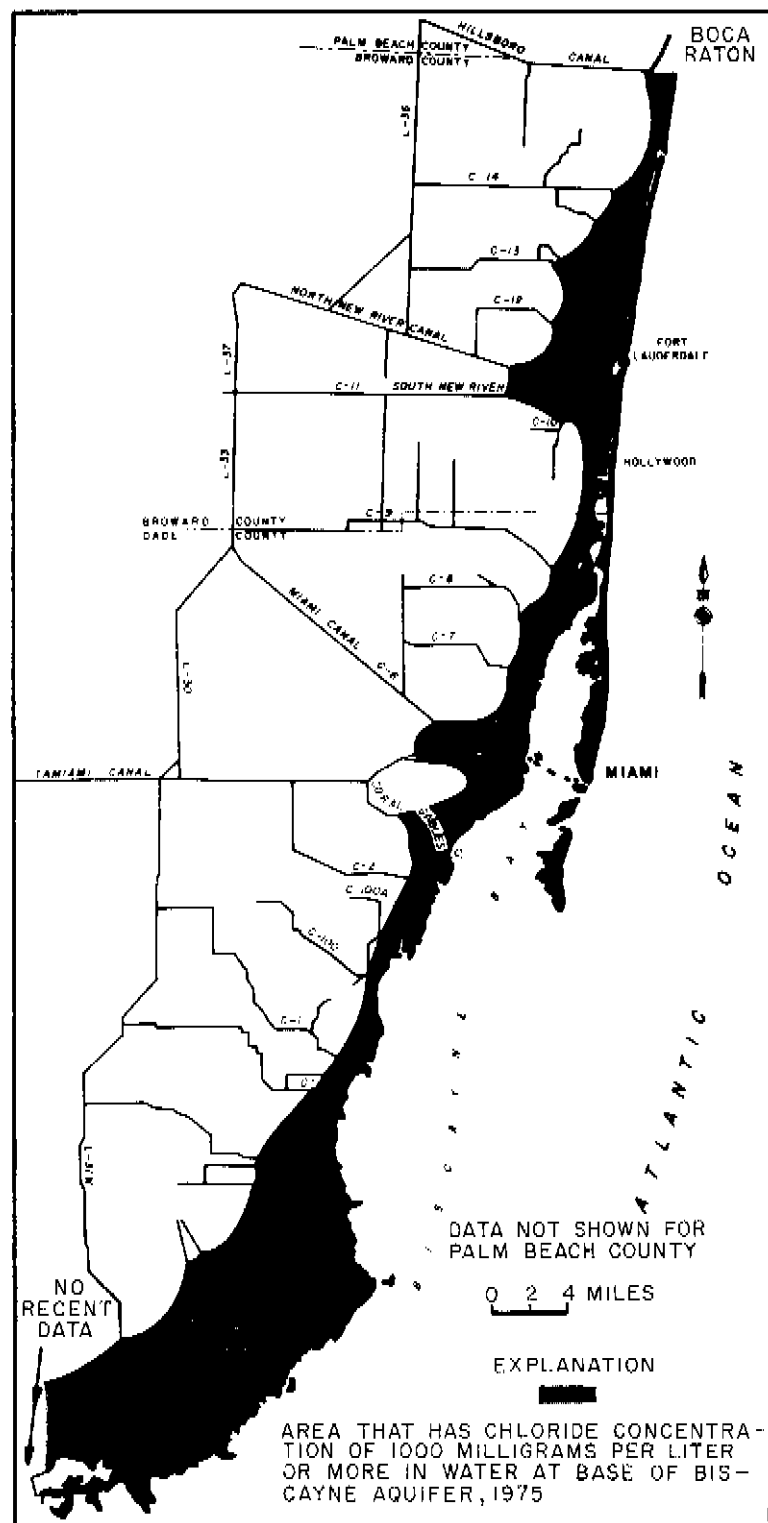 BOCA
RATON
HILLSBORO
CANAL
PALM BEACH COUNTY
BROWARD COUNTY
L-36
C-14
C-13
NORTH NEW RIVER CANAL
C-12
FORT
LAUDERDALE
L-37
C-11 SOUTH NEW RIVER
C-10
HOLLYWOOD
L-33
C-9
BROWARD COUNTY
DADE COUNTY
C-8
MIAMI CANAL C-6
C-7
L-30
TAMIAMI CANAL
MIAMI
CORAL GABLES C.
C-2
C-100A
C-100
C-1
BISCAYNE BAY
ATLANTIC OCEAN
L-31N
DATA NOT SHOWN FOR
PALM BEACH COUNTY
0 2 4 MILES
NO
RECENT
DATA
EXPLANATION
AREA THAT HAS CHLORIDE CONCENTRA-
TION OF 1000 MILLIGRAMS PER LITER
OR MORE IN WATER AT BASE OF BIS-
CAYNE AQUIFER, 1975